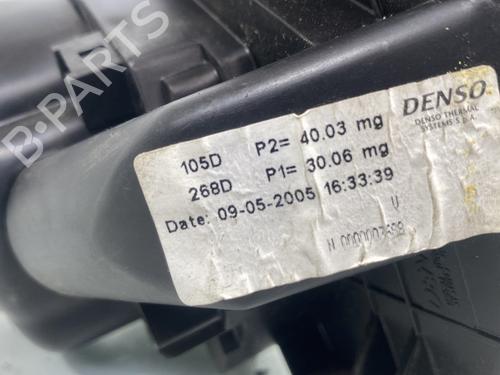 B-PARTS
DENSO
DENSO THERMAL
SYSTEMS S.p.A.
105D P2= 40.03 mg
268D P1= 30.06 mg
Date: 09-05-2005 16:33:39